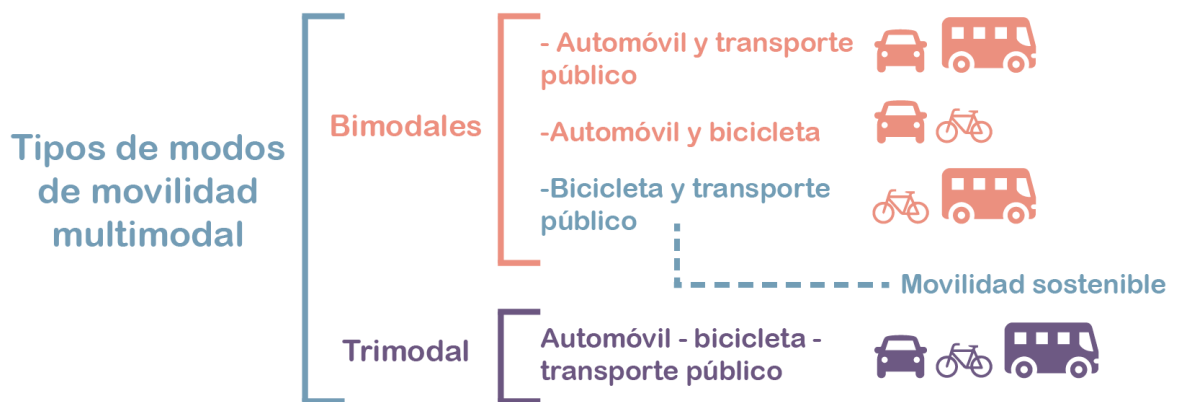 Tipos de modos
de movilidad
multimodal
Bimodales
- Automóvil y transporte
público
-Automóvil y bicicleta
-Bicicleta y transporte
público
Movilidad sostenible
Trimodal
Automóvil - bicicleta -
transporte público